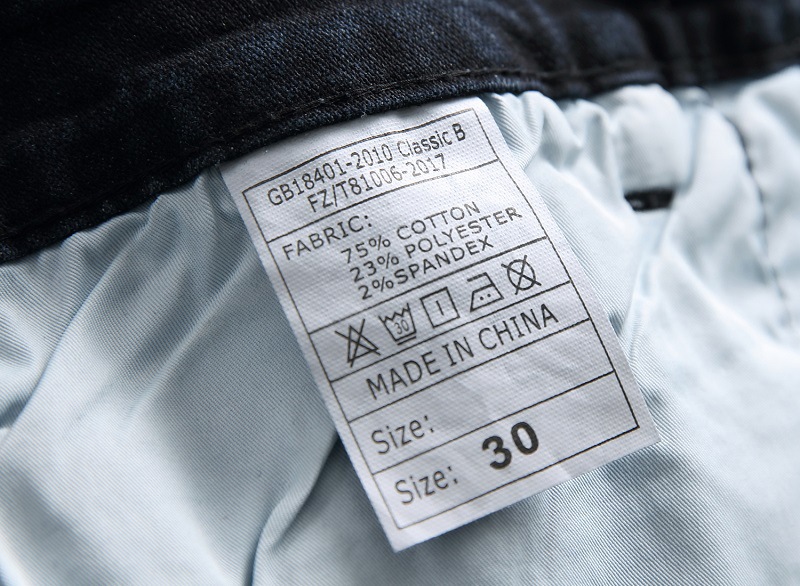 GB18401-2010 Classic B
FZ/T81006-2017
FABRIC:
75% COTTON
23% POLYESTER
2%SPANDEX
30
MADE IN CHINA
Size:
Size: 30